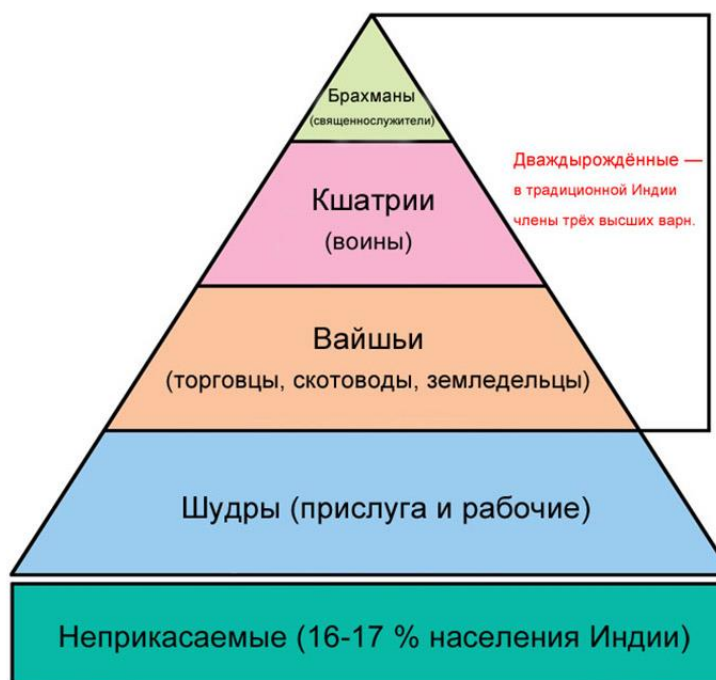 Брахманы
(священнослужители)
Дваждырождённые —
в традиционной Индии
члены трёх высших варн.
Кшатрии
(воины)
Вайшьи
(торговцы, скотоводы, земледельцы)
Шудры (прислуга и рабочие)
Неприкасаемые (16-17 % населения Индии)